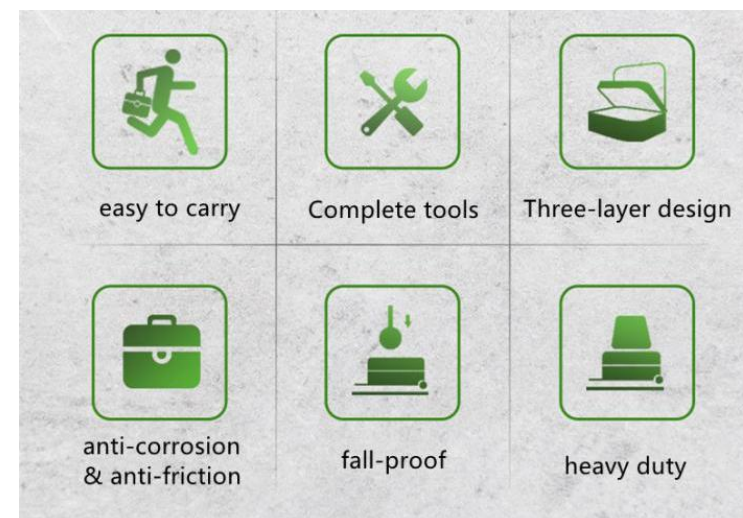 easy to carry
Complete tools
Three-layer design
anti-corrosion
& anti-friction
fall-proof
heavy duty